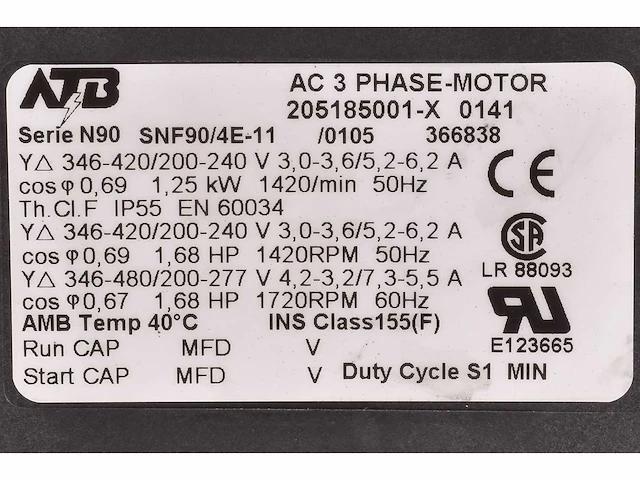 ATB
AC 3 PHASE-MOTOR
205185001-X 0141
Serie N90 SNF90/4E-11 /0105 366838
Y△ 346-420/200-240 V 3,0-3,6/5,2-6,2 A
cos φ 0,69 1,25 kW 1420/min 50Hz
Th.Cl.F IP55 EN 60034
Y△ 346-420/200-240 V 3,0-3,6/5,2-6,2 A
cos φ 0,69 1,68 HP 1420RPM 50Hz
Y△ 346-480/200-277 V 4,2-3,2/7,3-5,5 A
cos φ 0,67 1,68 HP 1720RPM 60Hz
AMB Temp 40°C INS Class155(F)
Run CAP MFD V
Start CAP MFD V Duty Cycle S1 MIN
CE
SA
LR 88093
RU
E123665